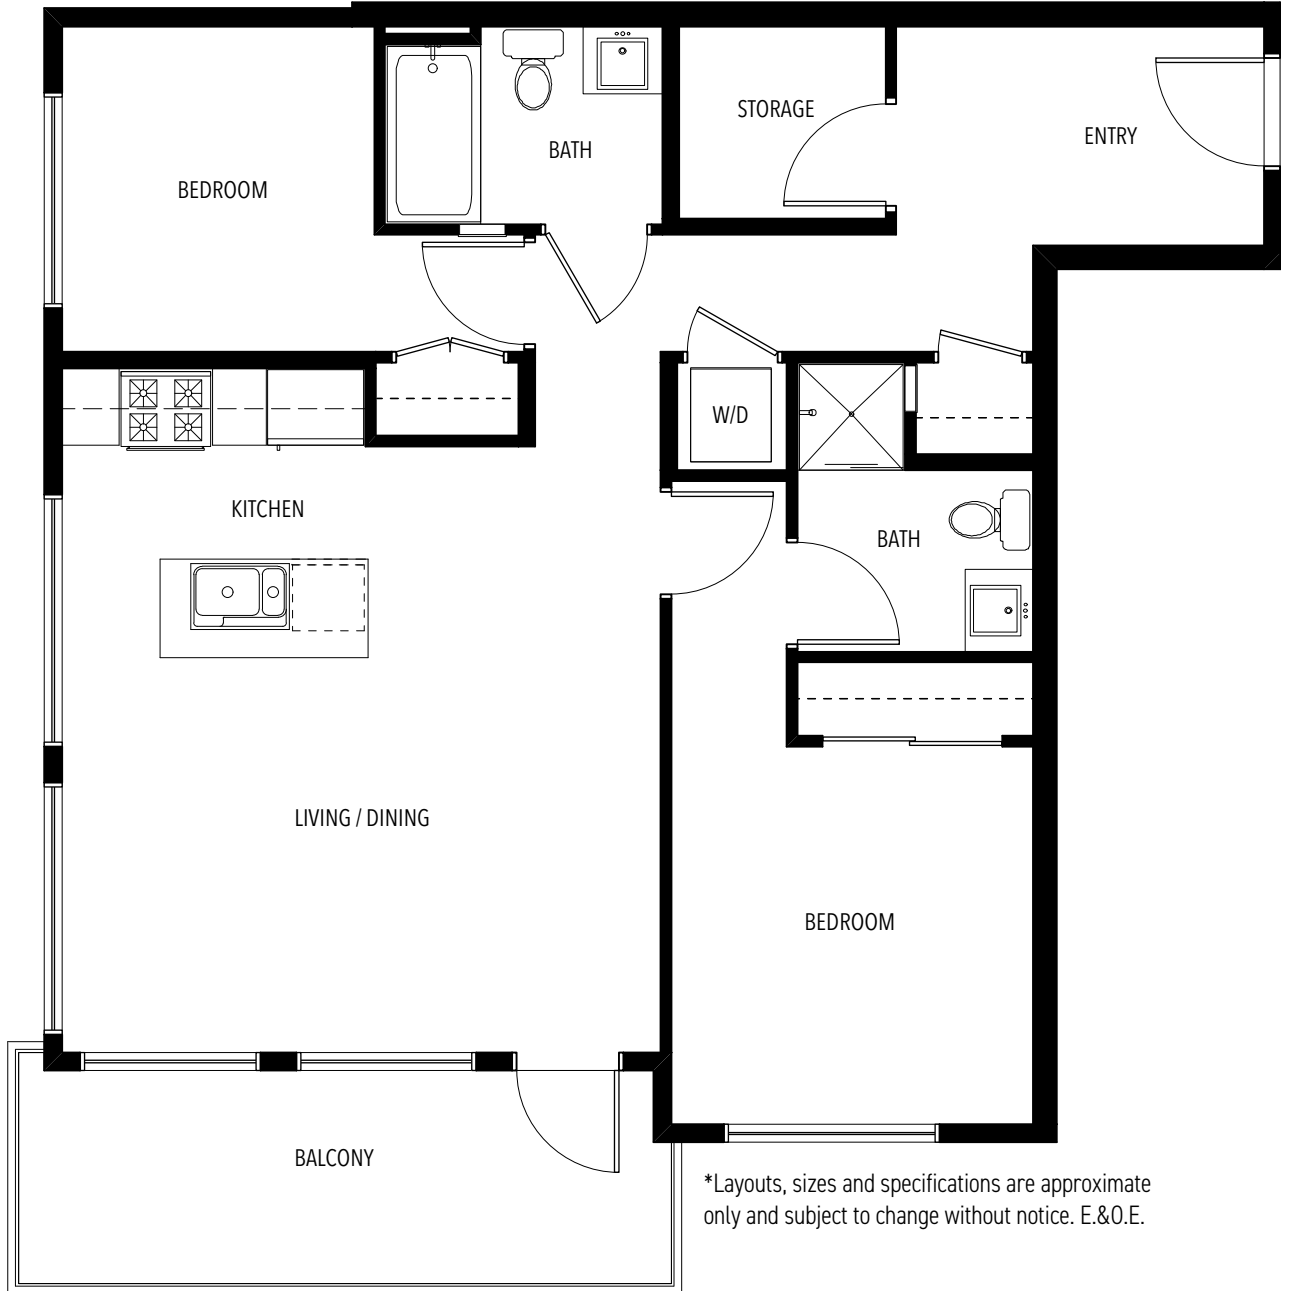 STORAGE
ENTRY
BATH
BEDROOM
W/D
KITCHEN
BATH
LIVING / DINING
BEDROOM
BALCONY
*Layouts, sizes and specifications are approximate
only and subject to change without notice. E.&O.E.